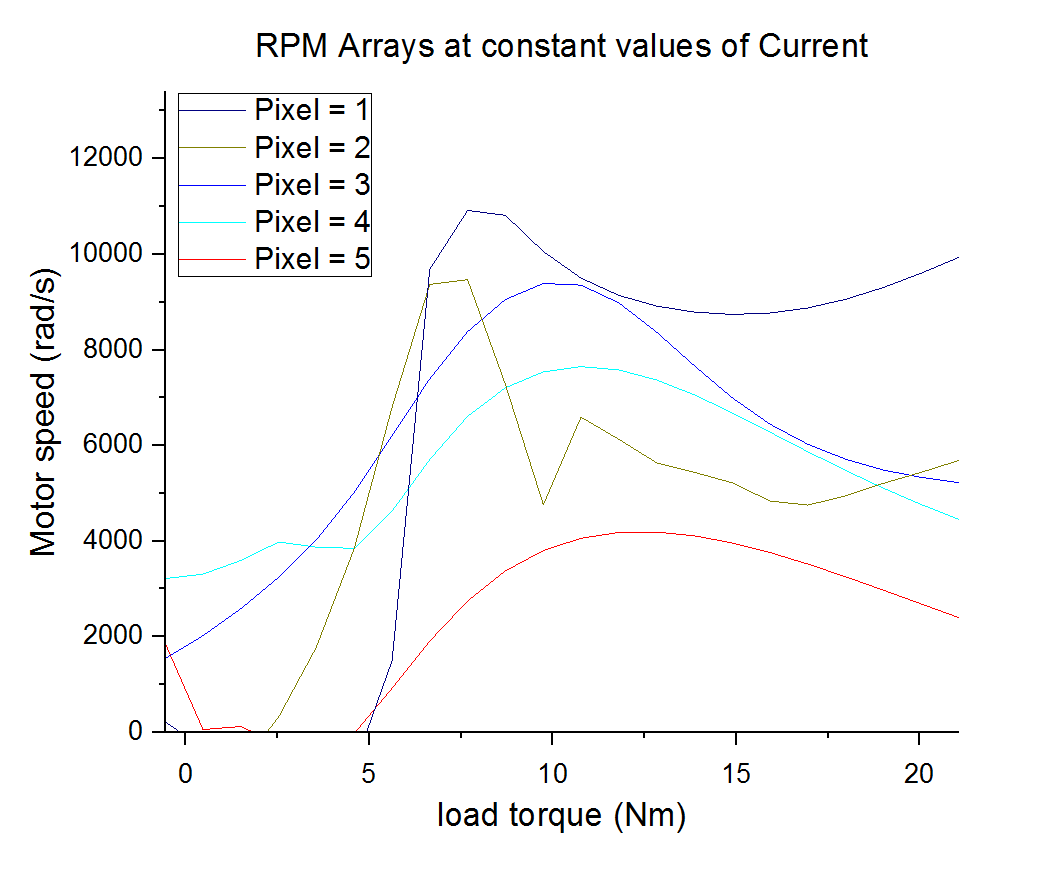 RPM Arrays at constant values of Current
Pixel = 1
Pixel = 2
Pixel = 3
Pixel = 4
Pixel = 5
12000
10000
8000
6000
4000
2000
0
Motor speed (rad/s)
0 5 10 15 20
load torque (Nm)